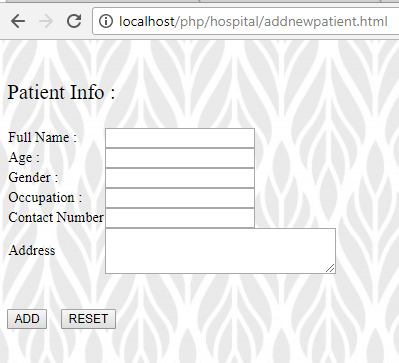 localhost/php/hospital/addnewpatient.html
Patient Info :
Full Name :
Age :
Gender :
Occupation :
Contact Number
Address
ADD RESET